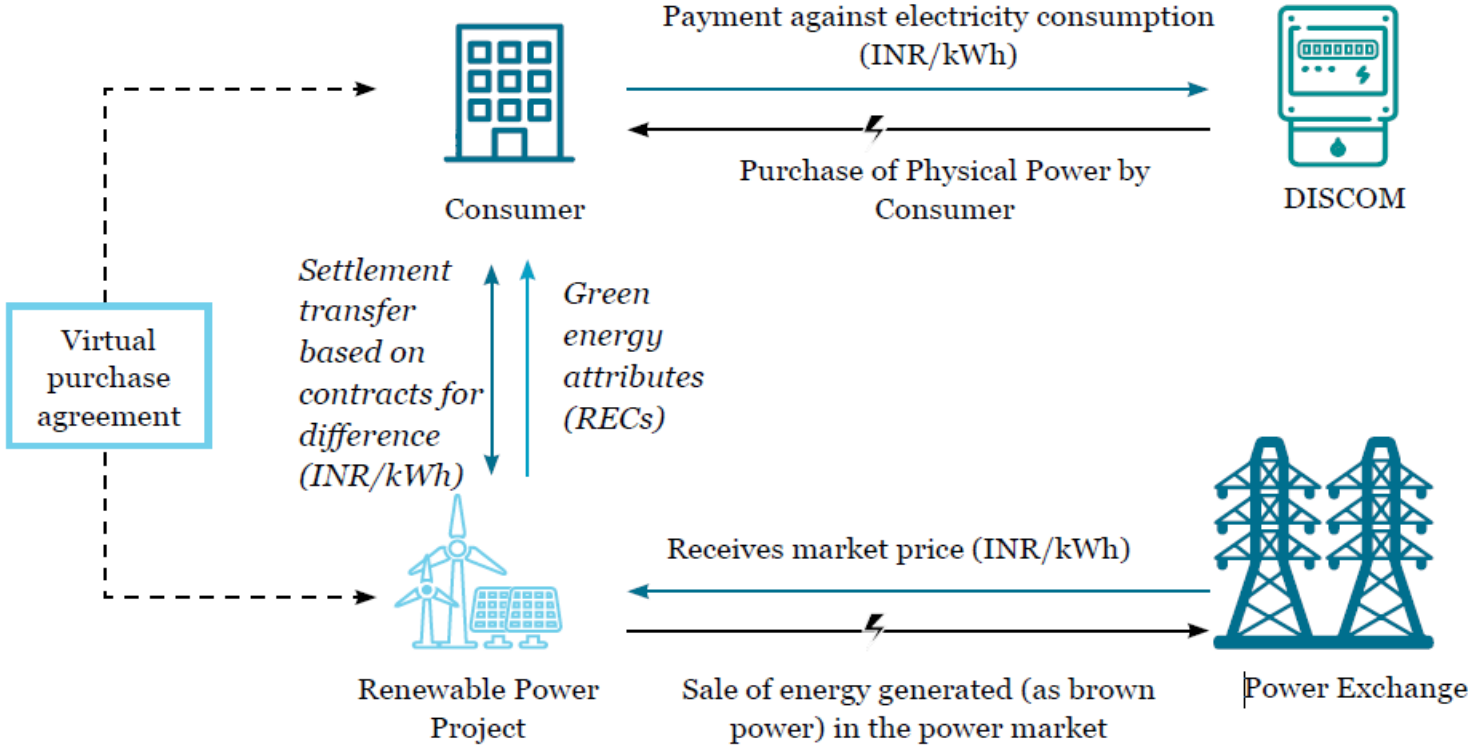 Payment against electricity consumption
(INR/kWh)
Purchase of Physical Power by
Consumer
Consumer
DISCOM
Virtual
purchase
agreement
Settlement
transfer
based on
contracts for
difference
(INR/kWh)
Green
energy
attributes
(RECs)
Receives market price (INR/kWh)
Renewable Power
Project
Sale of energy generated (as brown
power) in the power market
Power Exchange